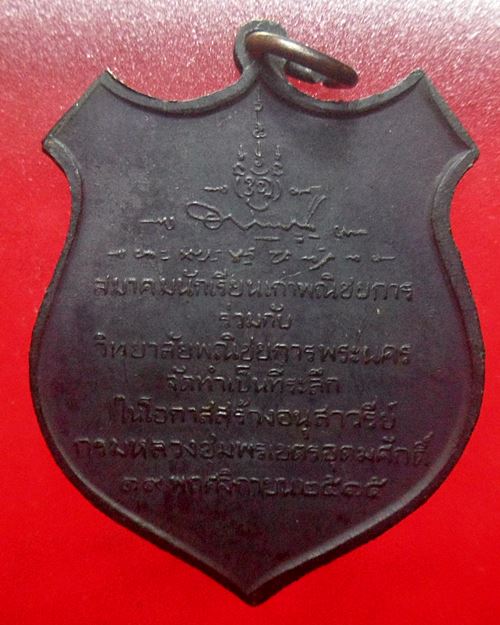 สมาคมนักเรียนเก่าพณิชยการ
ร่วมกับ
วิทยาลัยพณิชยการพระนคร
จัดทำเป็นที่ระลึก
ในโอกาสสร้างอนุสาวรีย์
กรมหลวงชุมพรเขตรอุดมศักดิ์
๑๙ พฤศจิกายน ๒๕๑๕